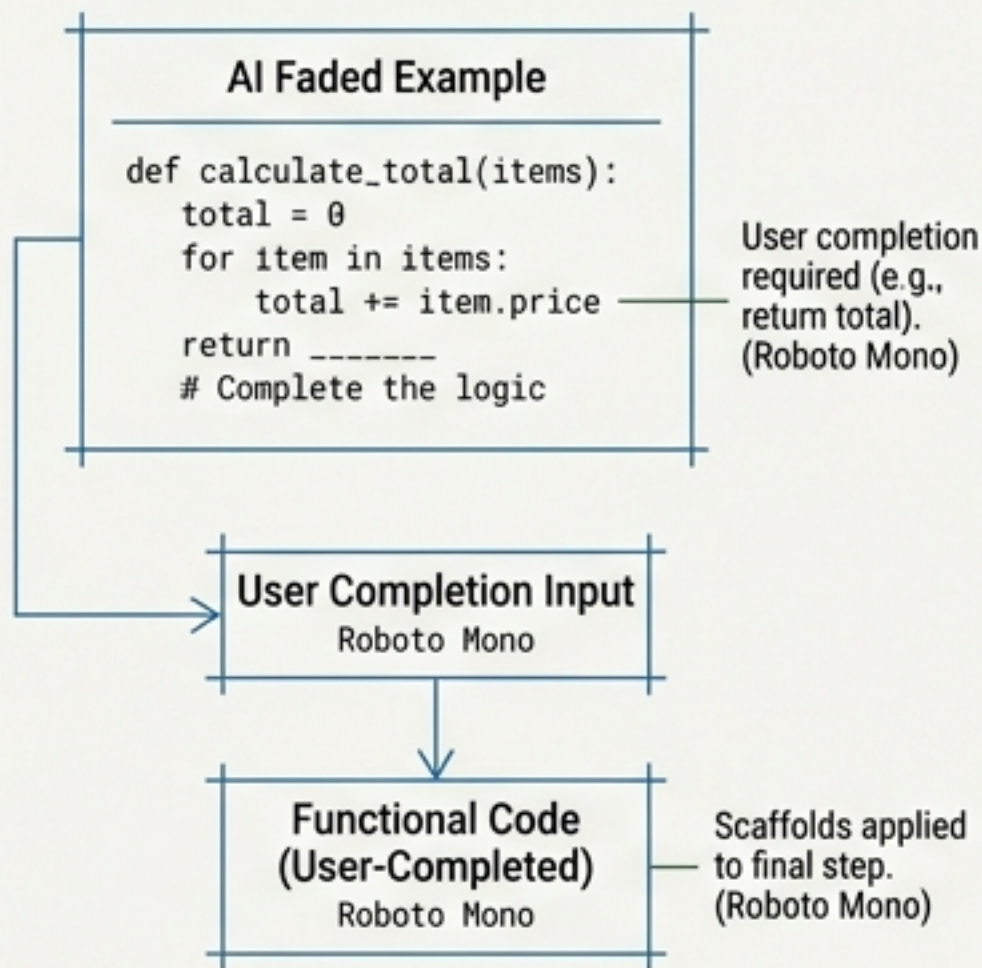 AI Faded Example
def calculate_total(items):
total = 0
for item in items:
total += item.price
return _______
# Complete the logic
User completion
required (e.g.,
retum total).
(Roboto Mono)
User Completion Input
Roboto Mono
Functional Code
(User-Completed)
Roboto Mono
Scaffolds applied
to final step.
(Roboto Mono)